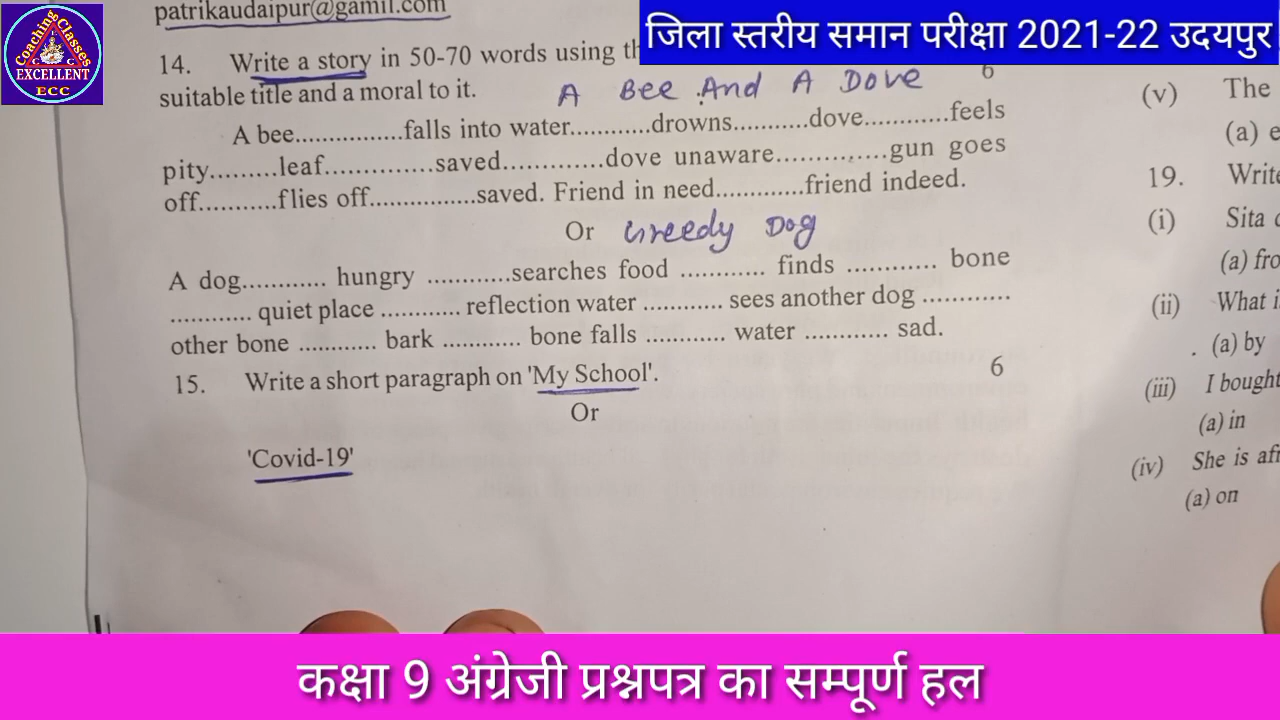 Coaching Classes
EXCELLENT
ECC
जिला स्तरीय समान परीक्षा 2021-22 उदयपुर
patrikaudaipur@gamil.com
14. Write a story in 50-70 words using
suitable title and a moral to it. 6
A BEE And A DOVE
A bee................falls into water............drowns...........dove.............feels
pity..........leaf..............saved.............dove unaware................gun goes
off...........flies off................saved. Friend in need.............friend indeed.
Or Greedy Dog
A dog............ hungry ............searches food ............ finds ............ bone
............ quiet place ............ reflection water ............ sees another dog ............
other bone ............ bark ............ bone falls ............ water ............ sad.
15. Write a short paragraph on 'My School'. 6
Or
'Covid-19'
(v) The
(a) e
19. Write
(i) Sita
(a) fro
(ii) What i
(a) by
(iii) I bought
(a) in
(iv) She is afr
(a) on
कक्षा 9 अंग्रेजी प्रश्नपत्र का सम्पूर्ण हल